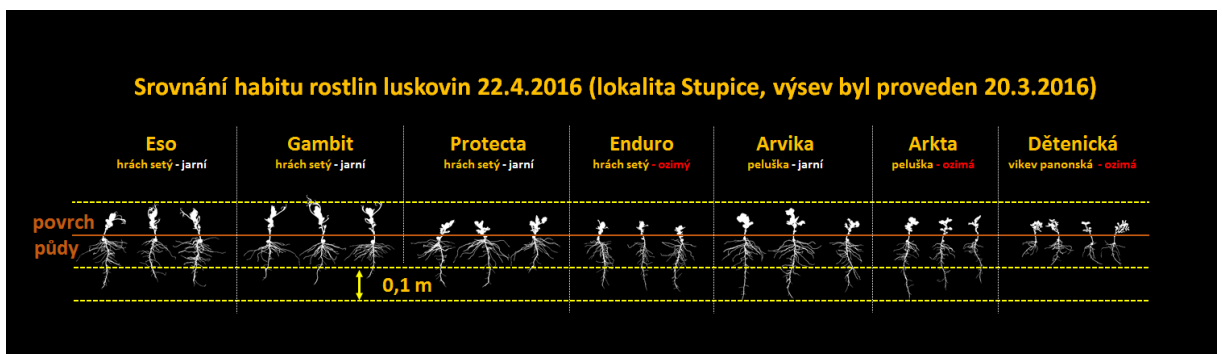 Srovnání habitu rostlin luskovin 22.4.2016 (lokalita Stupice, výsev byl proveden 20.3.2016)
Eso
hrách setý - jarní
Gambit
hrách setý - jarní
Protecta
hrách setý - jarní
Enduro
hrách setý - ozimý
Arvika
peluška - jarní
Arkta
peluška - ozimá
Dětenická
vikev panonská - ozimá
povrch
půdy
0,1 m